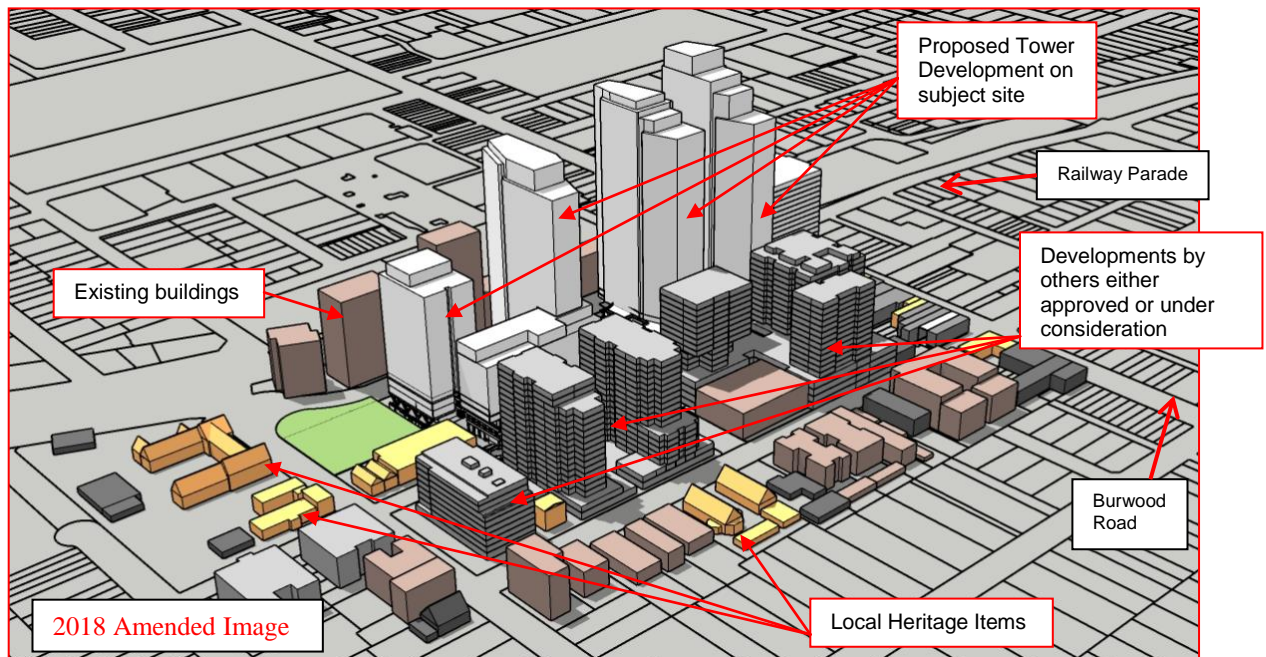 Proposed Tower
Development on
subject site
Railway Parade
Developments by
others either
approved or under
consideration
Existing buildings
Burwood
Road
Local Heritage Items
2018 Amended Image